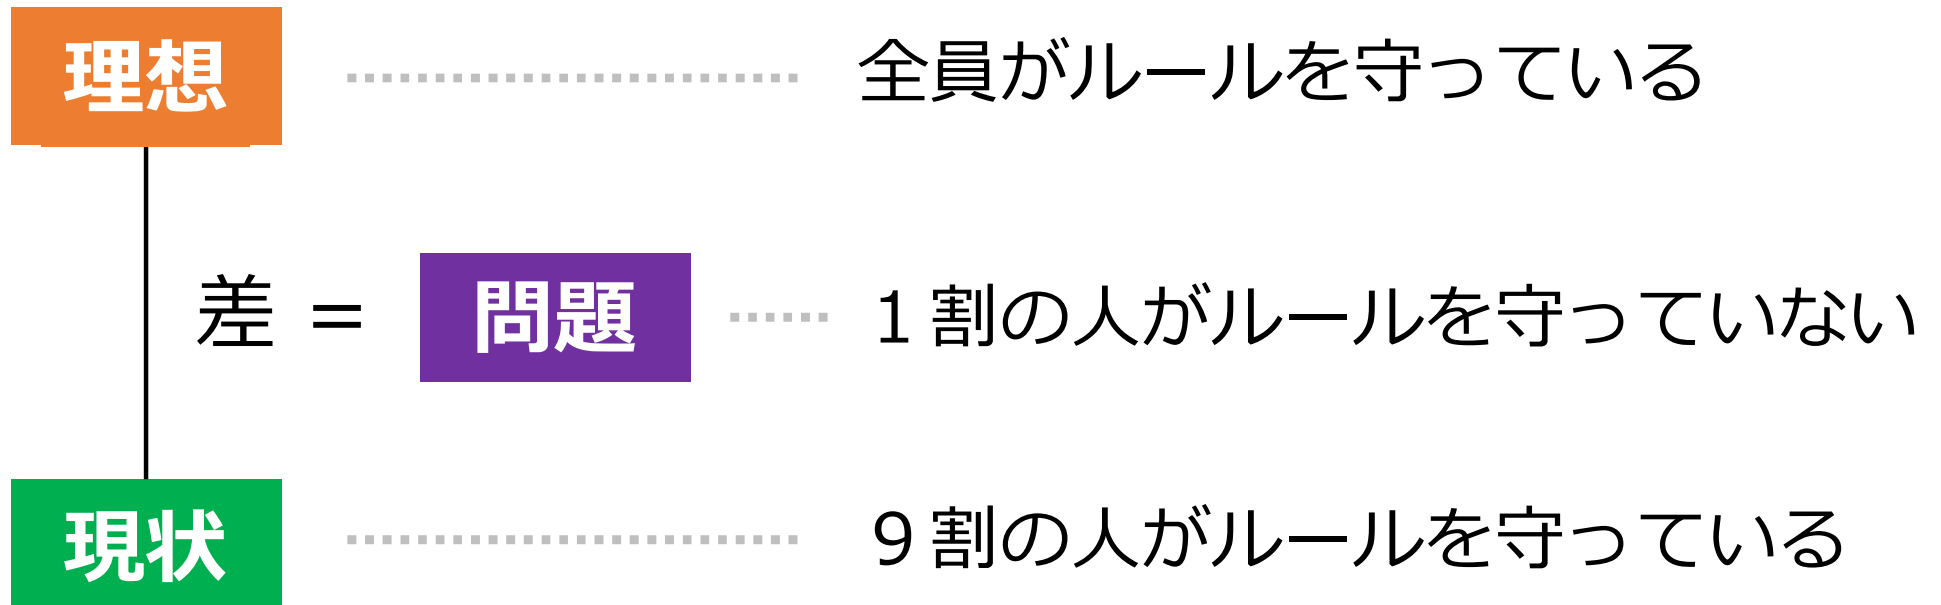 理想 全員がルールを守っている
差 = 問題 1割の人がルールを守っていない
現状 9割の人がルールを守っている